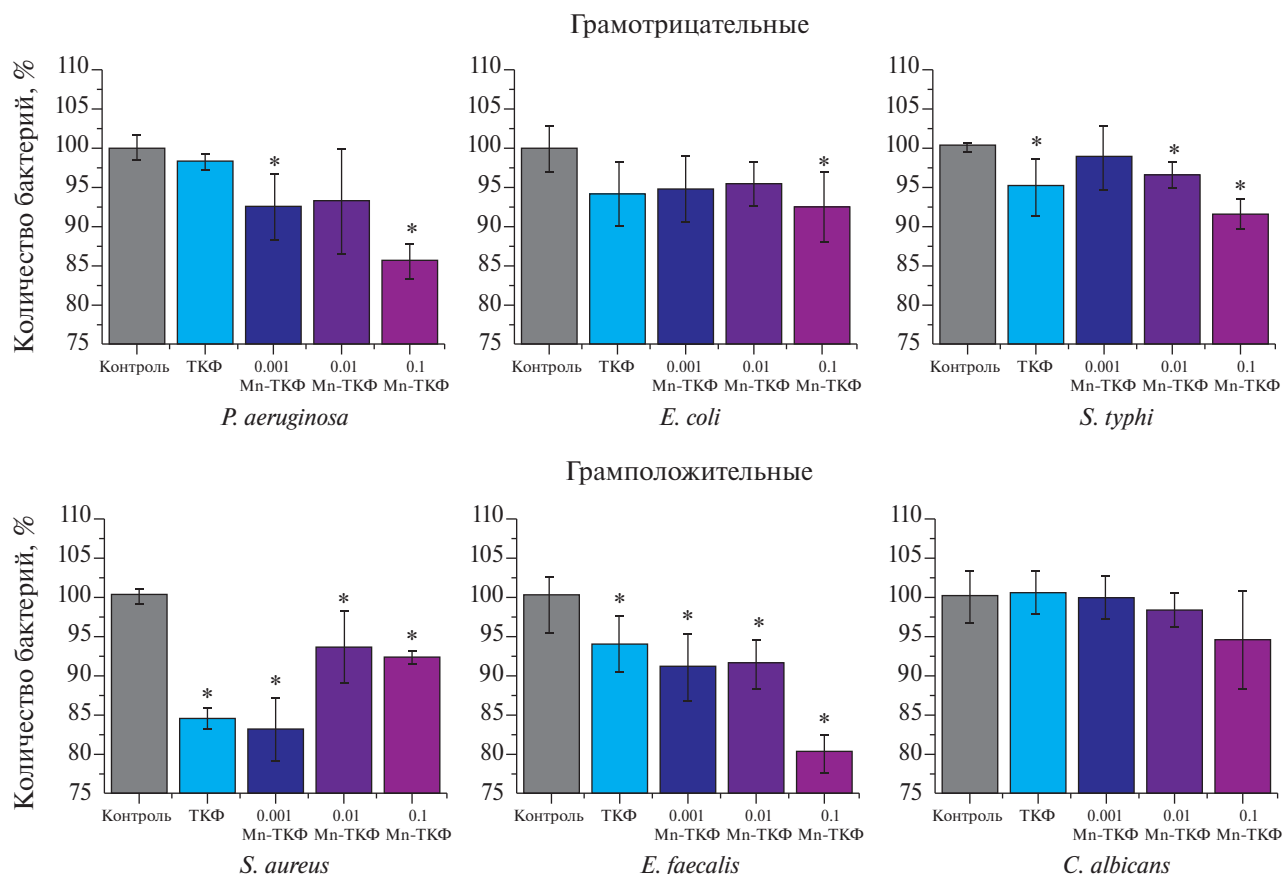 Грамотрицательные
Количество бактерий, %
110
105
100
95
90
85
80
75
*
*
Контроль ТКФ 0.001 0.01 0.1
Mn-ТКФ Mn-ТКФ Mn-ТКФ
P. aeruginosa
110
105
100
95
90
85
80
75
*
Контроль ТКФ 0.001 0.01 0.1
Mn-ТКФ Mn-ТКФ Mn-ТКФ
E. coli
110
105
100
95
90
85
80
75
*
*
*
Контроль ТКФ 0.001 0.01 0.1
Mn-ТКФ Mn-ТКФ Mn-ТКФ
S. typhi
Грамположительные
Количество бактерий, %
110
105
100
95
90
85
80
75
*
*
*
*
Контроль ТКФ 0.001 0.01 0.1
Mn-ТКФ Mn-ТКФ Mn-ТКФ
S. aureus
110
105
100
95
90
85
80
75
*
*
*
*
Контроль ТКФ 0.001 0.01 0.1
Mn-ТКФ Mn-ТКФ Mn-ТКФ
E. faecalis
110
105
100
95
90
85
80
75
Контроль ТКФ 0.001 0.01 0.1
Mn-ТКФ Mn-ТКФ Mn-ТКФ
C. albicans